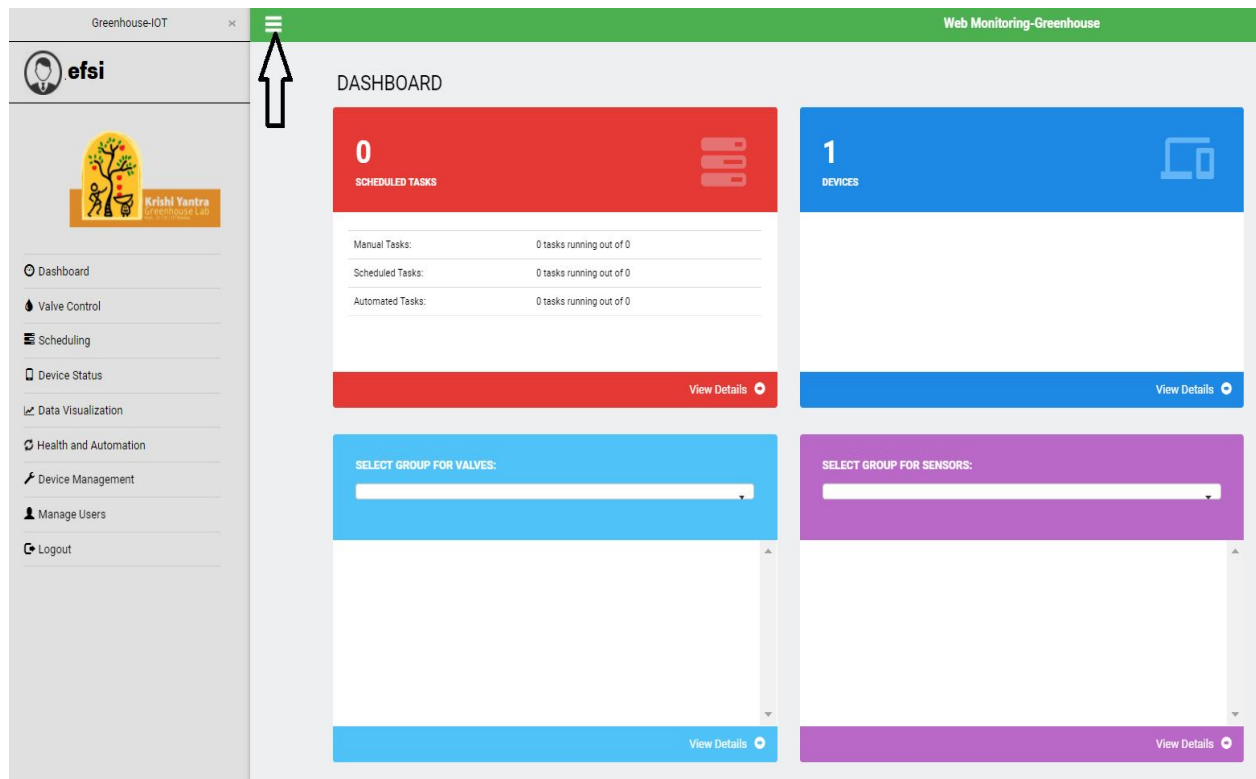 Greenhouse-IOT ×
Web Monitoring-Greenhouse
efsi
Krishi Yantra
Greenhouse Lab
Dashboard
Valve Control
Scheduling
Device Status
Data Visualization
Health and Automation
Device Management
Manage Users
Logout
DASHBOARD
0
SCHEDULED TASKS
Manual Tasks: 0 tasks running out of 0
Scheduled Tasks: 0 tasks running out of 0
Automated Tasks: 0 tasks running out of 0
View Details
1
DEVICES
View Details
SELECT GROUP FOR VALVES:
View Details
SELECT GROUP FOR SENSORS:
View Details